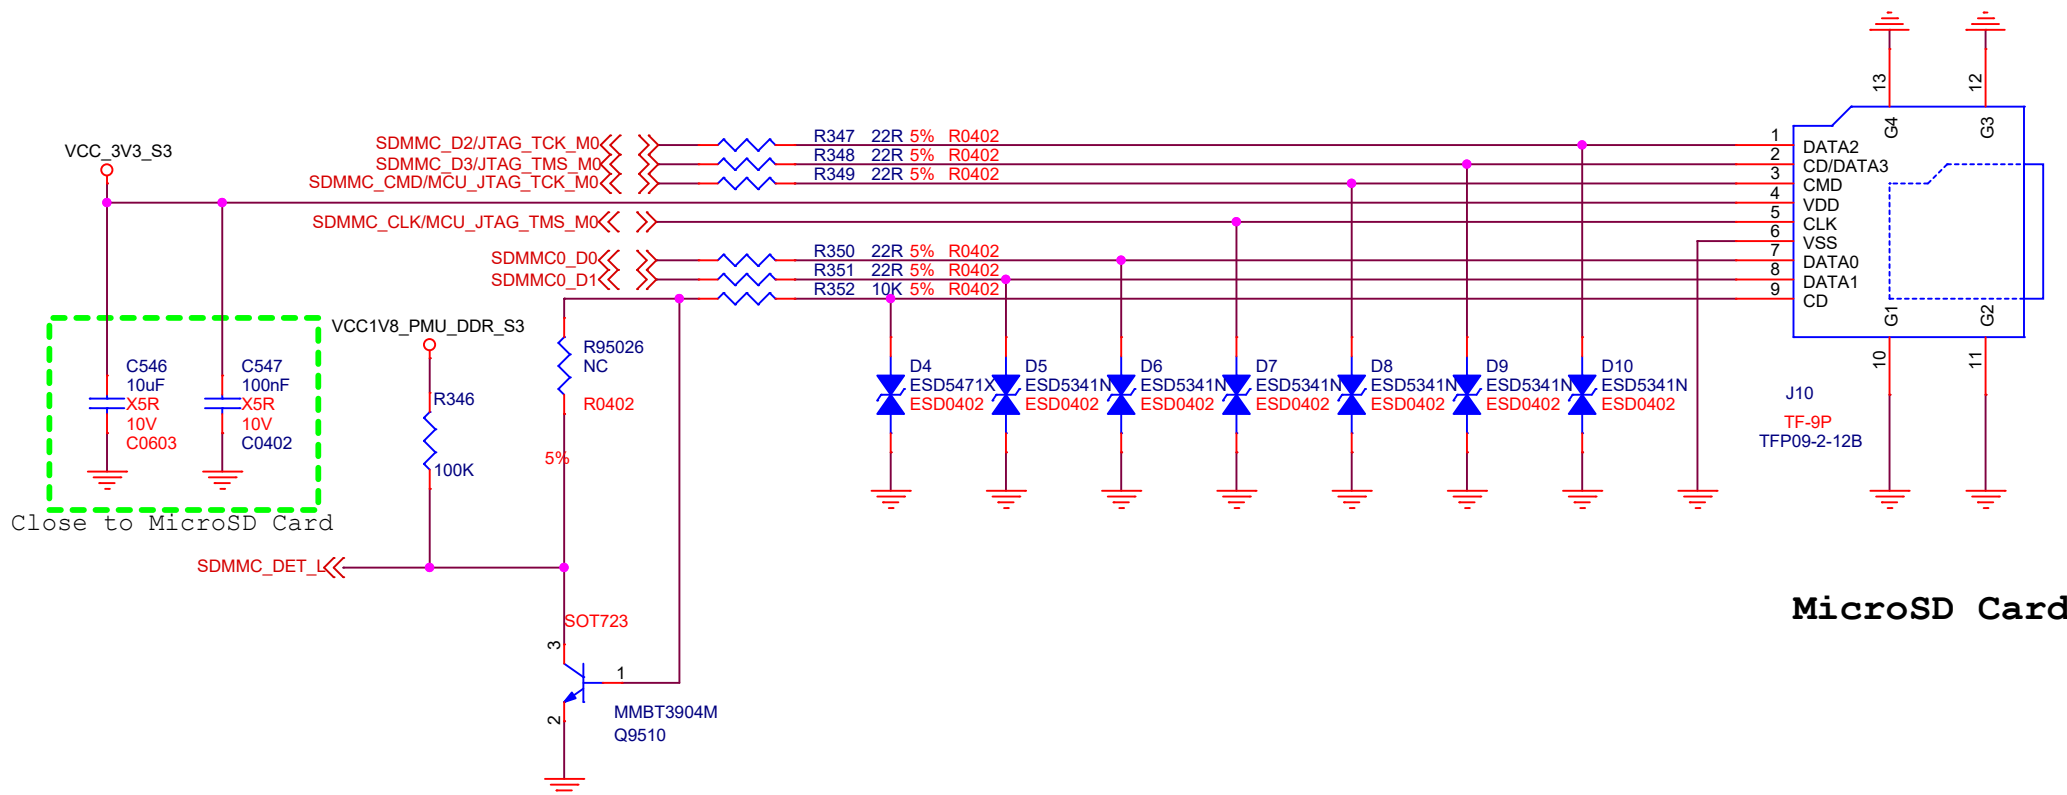 13
12
G4
G3
VCC_3V3_S3
SDMMC_D2/JTAG_TCK_M0
R347 22R 5% R0402
1
DATA2
SDMMC_D3/JTAG_TMS_M0
R348 22R 5% R0402
2
CD/DATA3
SDMMC_CMD/MCU_JTAG_TCK_M0
R349 22R 5% R0402
3
CMD
4
VDD
SDMMC_CLK/MCU_JTAG_TMS_M0
5
CLK
6
VSS
SDMMC0_D0
R350 22R 5% R0402
7
DATA0
SDMMC0_D1
R351 22R 5% R0402
8
DATA1
R352 10K 5% R0402
9
CD
G1
G2
10
11
VCC1V8_PMU_DDR_S3
C546
10uF
X5R
10V
C0603
C547
100nF
X5R
10V
C0402
Close to MicroSD Card
R346
100K
R95026
NC
R0402
5%
D4
ESD5471X
ESD0402
D5
ESD5341N
ESD0402
D6
ESD5341N
ESD0402
D7
ESD5341N
ESD0402
D8
ESD5341N
ESD0402
D9
ESD5341N
ESD0402
D10
ESD5341N
ESD0402
J10
TF-9P
TFP09-2-12B
SDMMC_DET_L
SOT723
3
1
2
MMBT3904M
Q9510
MicroSD Card